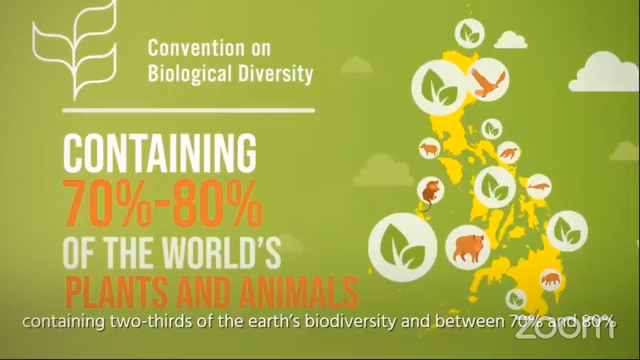 Convention on
Biological Diversity
CONTAINING
70%-80%
OF THE WORLD'S
PLANTS AND ANIMALS
containing two-thirds of the earth's biodiversity and between 70% and 80%
zoom